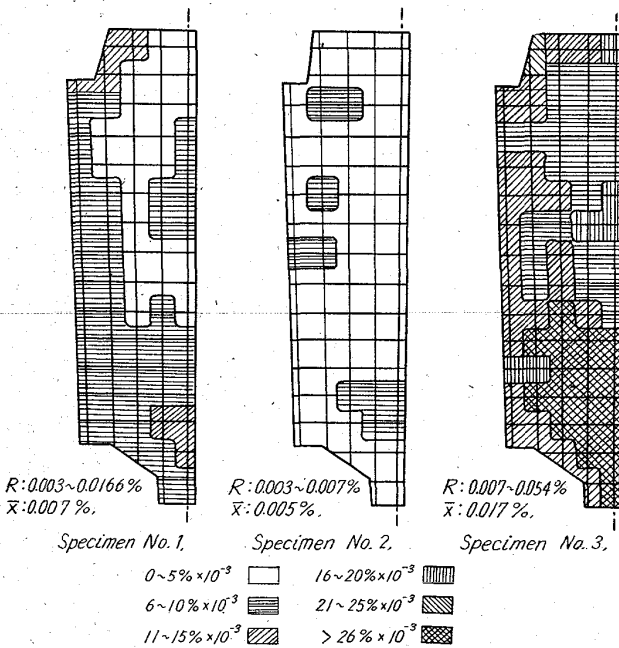 R:0.003~0.0166% R:0.003~0.007% R:0.007~0.054%
x̄:0.007%. x̄:0.005%. x̄:0.017%.
Specimen No.1, Specimen No.2, Specimen No.3,
0~5%×10⁻³ 16~20%×10⁻³
6~10%×10⁻³ 21~25%×10⁻³
11~15%×10⁻³ >26%×10⁻³